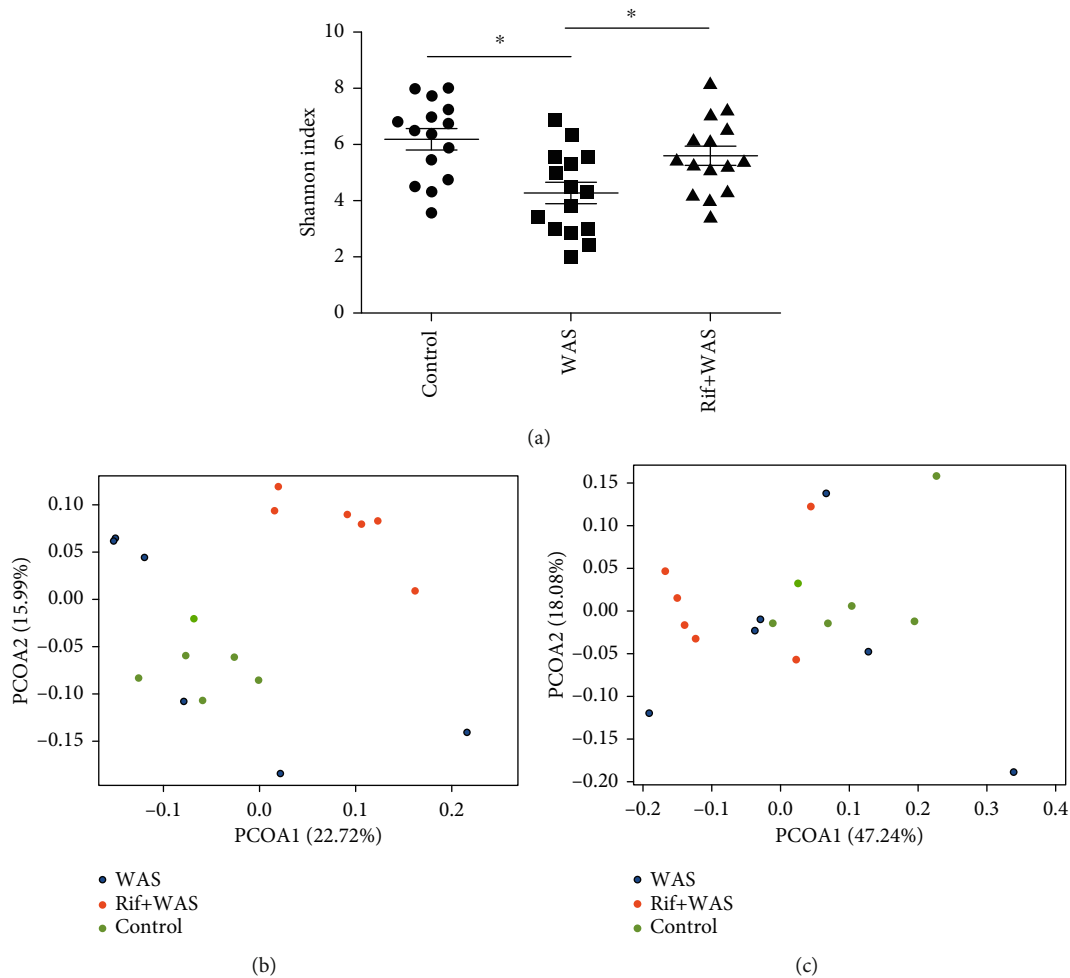 * *
10
8
6
4
2
0
Shannon index
Control
WAS
Rif+WAS
(a)
0.10
0.05
0.00
−0.05
−0.10
−0.15
PCOA2 (15.99%)
−0.1 0.0 0.1 0.2
PCOA1 (22.72%)
WAS
Rif+WAS
Control
(b)
0.15
0.10
0.05
0.00
−0.05
−0.10
−0.15
−0.20
PCOA2 (18.08%)
−0.2 −0.1 0.0 0.1 0.2 0.3 0.4
PCOA1 (47.24%)
WAS
Rif+WAS
Control
(c)